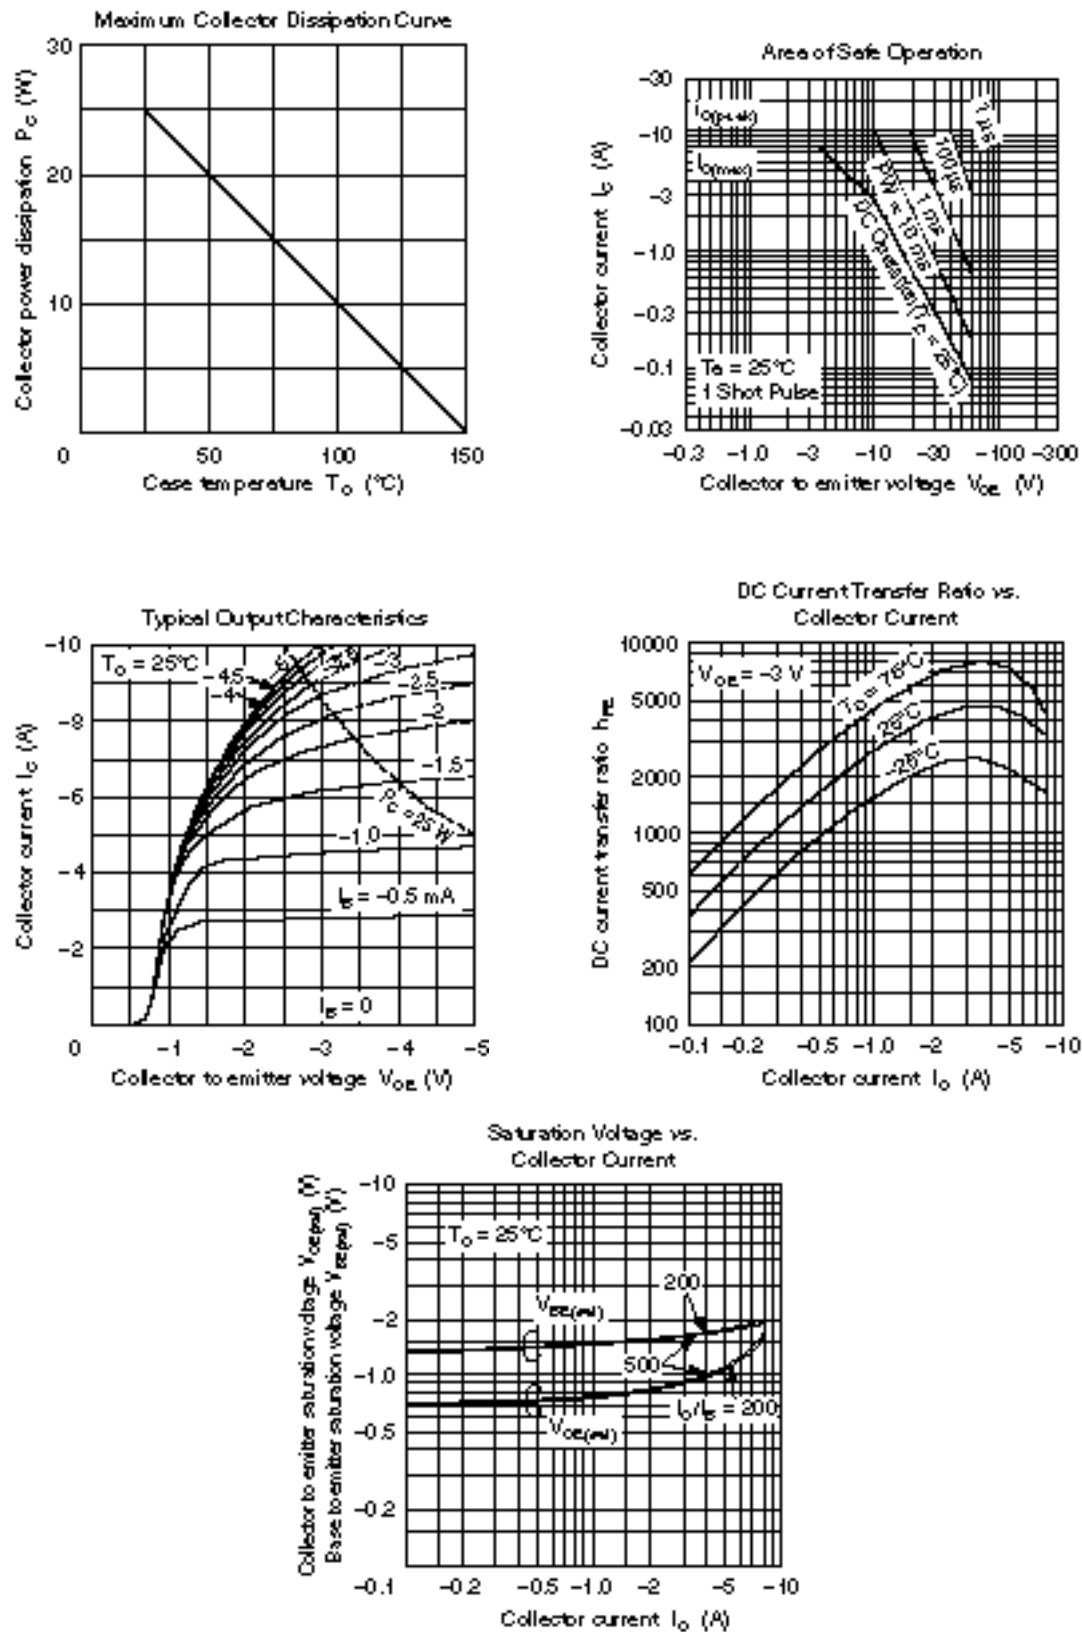 Maximum Collector Dissipation Curve
30
20
10
0
50
100
150
Collector power dissipation P_C (W)
Case temperature T_C (°C)
Area of Safe Operation
–30
–10
–3
–1.0
–0.3
–0.1
–0.03
–0.3 –1.0 –3 –10 –30 –100 –300
Collector current I_C (A)
Collector to emitter voltage V_CE (V)
I_C(peak)
I_C(max)
1 µs
100 µs
1 ms
PW = 10 ms
DC Operation (T_C = 25°C)
Ta = 25°C
1 Shot Pulse
Typical Output Characteristics
–10
–8
–6
–4
–2
0 –1 –2 –3 –4 –5
Collector current I_C (A)
Collector to emitter voltage V_CE (V)
T_C = 25°C
–4.5
–4
–3
–2.5
–2
–1.5
P_C = 25 W
–1.0
I_B = –0.5 mA
I_B = 0
DC Current Transfer Ratio vs.
Collector Current
10000
5000
2000
1000
500
200
100
–0.1 –0.2 –0.5 –1.0 –2 –5 –10
DC current transfer ratio h_FE
Collector current I_C (A)
V_CE = –3 V
T_C = 75°C
25°C
–25°C
Saturation Voltage vs.
Collector Current
–10
–5
–2
–1.0
–0.5
–0.2
–0.1 –0.2 –0.5 –1.0 –2 –5 –10
Collector to emitter saturation voltage V_CE(sat) (V)
Base to emitter saturation voltage V_BE(sat) (V)
Collector current I_C (A)
T_C = 25°C
200
V_BE(sat)
500
I_C/I_B = 200
V_CE(sat)